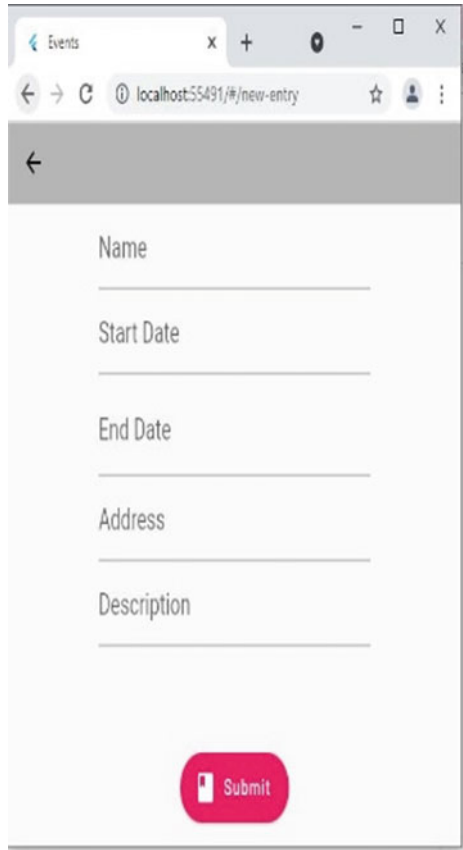 Events
localhost:55491/#/new-entry
Name
Start Date
End Date
Address
Description
Submit